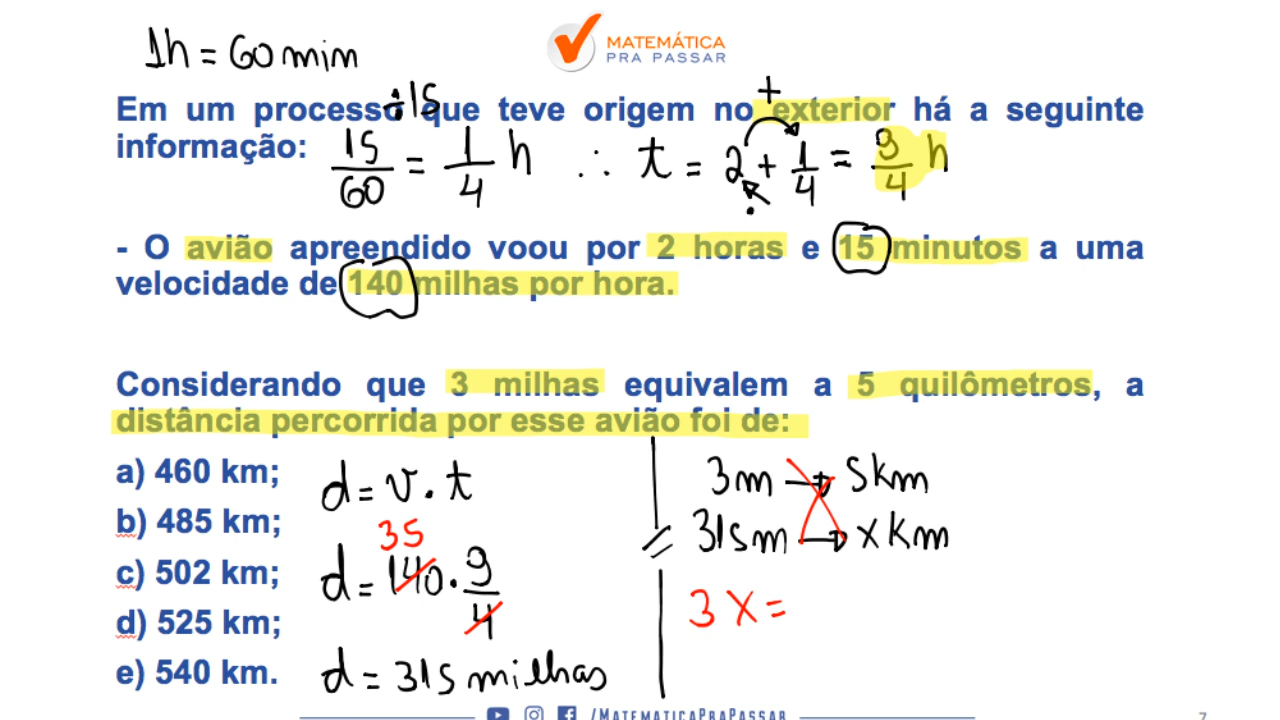 1h = 60 min
MATEMÁTICA
PRA PASSAR
Em um processo que teve origem no exterior há a seguinte
÷15
+
informação:
15/60 = 1/4 h ∴ t = 2 + 1/4 = 9/4 h
- O avião apreendido voou por 2 horas e 15 minutos a uma
velocidade de 140 milhas por hora.
Considerando que 3 milhas equivalem a 5 quilômetros, a
distância percorrida por esse avião foi de:
a) 460 km;
b) 485 km;
c) 502 km;
d) 525 km;
e) 540 km.
d = v . t
35
d = 140 . 9/4
d = 315 milhas
3m → 5km
315m → x km
3x =
/MATEMATICAPRAPASSAR
7